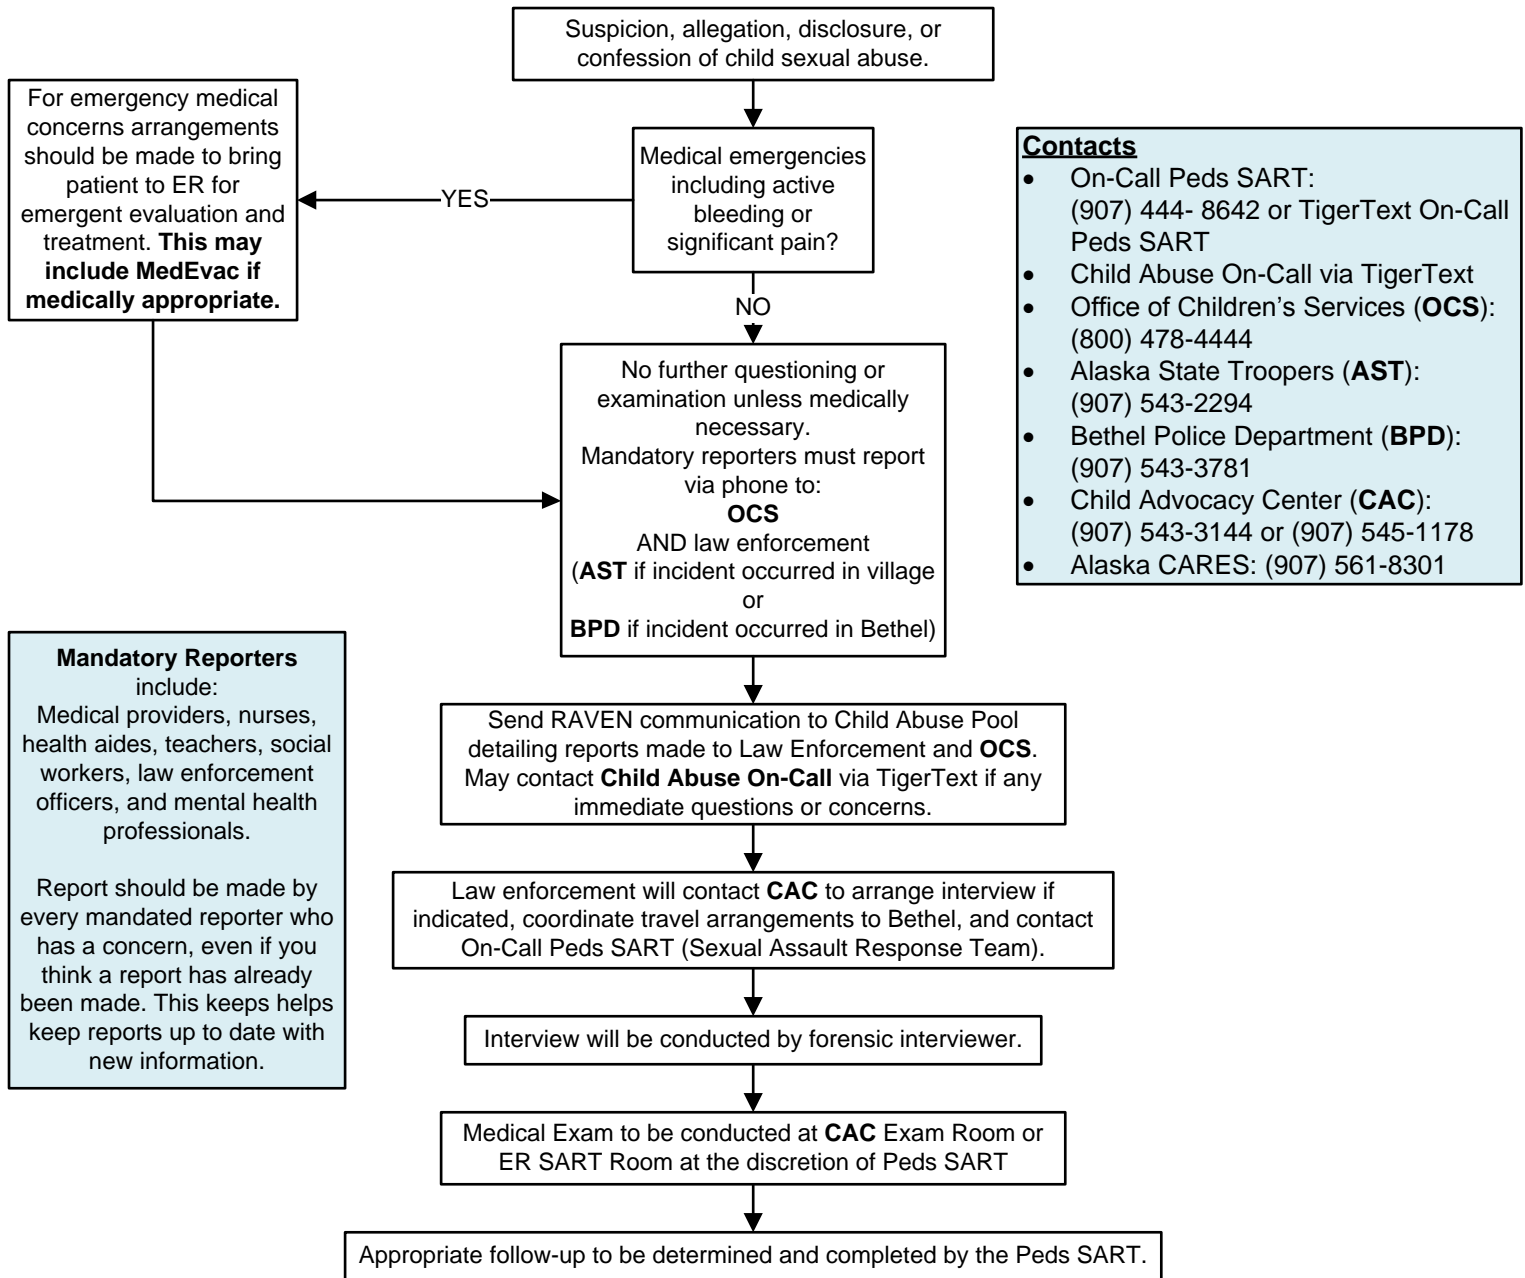 Suspicion, allegation, disclosure, or
confession of child sexual abuse.
For emergency medical
concerns arrangements
should be made to bring
patient to ER for
emergent evaluation and
treatment. This may
include MedEvac if
medically appropriate.
YES
Medical emergencies
including active
bleeding or
significant pain?
NO
Contacts
• On-Call Peds SART:
(907) 444- 8642 or TigerText On-Call
Peds SART
• Child Abuse On-Call via TigerText
• Office of Children’s Services (OCS):
(800) 478-4444
• Alaska State Troopers (AST):
(907) 543-2294
• Bethel Police Department (BPD):
(907) 543-3781
• Child Advocacy Center (CAC):
(907) 543-3144 or (907) 545-1178
• Alaska CARES: (907) 561-8301
No further questioning or
examination unless medically
necessary.
Mandatory reporters must report
via phone to:
OCS
AND law enforcement
(AST if incident occurred in village
or
BPD if incident occurred in Bethel)
Mandatory Reporters
include:
Medical providers, nurses,
health aides, teachers, social
workers, law enforcement
officers, and mental health
professionals.
Report should be made by
every mandated reporter who
has a concern, even if you
think a report has already
been made. This keeps helps
keep reports up to date with
new information.
Send RAVEN communication to Child Abuse Pool
detailing reports made to Law Enforcement and OCS.
May contact Child Abuse On-Call via TigerText if any
immediate questions or concerns.
Law enforcement will contact CAC to arrange interview if
indicated, coordinate travel arrangements to Bethel, and contact
On-Call Peds SART (Sexual Assault Response Team).
Interview will be conducted by forensic interviewer.
Medical Exam to be conducted at CAC Exam Room or
ER SART Room at the discretion of Peds SART
Appropriate follow-up to be determined and completed by the Peds SART.